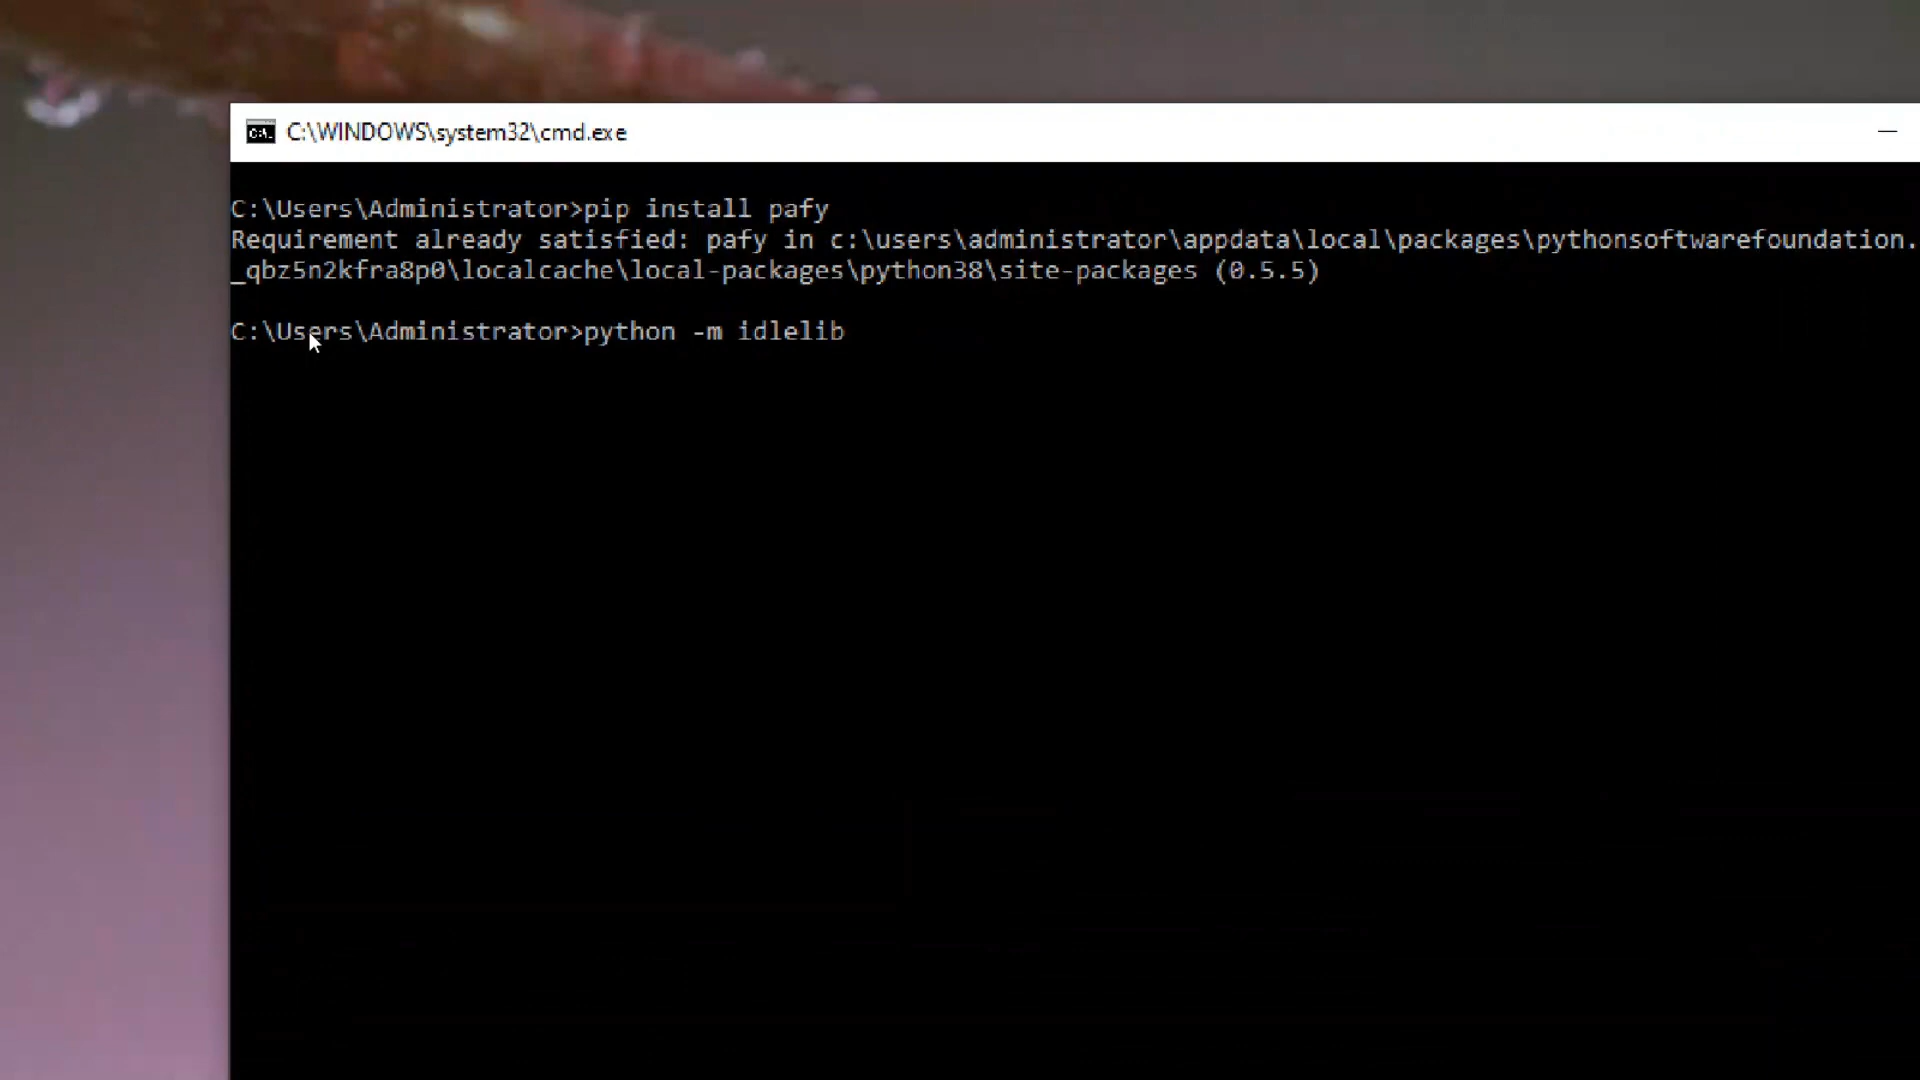 C:\WINDOWS\system32\cmd.exe
C:\Users\Administrator>pip install pafy
Requirement already satisfied: pafy in c:\users\administrator\appdata\local\packages\pythonsoftwarefoundation.
_qbz5n2kfra8p0\localcache\local-packages\python38\site-packages (0.5.5)
C:\Users\Administrator>python -m idlelib